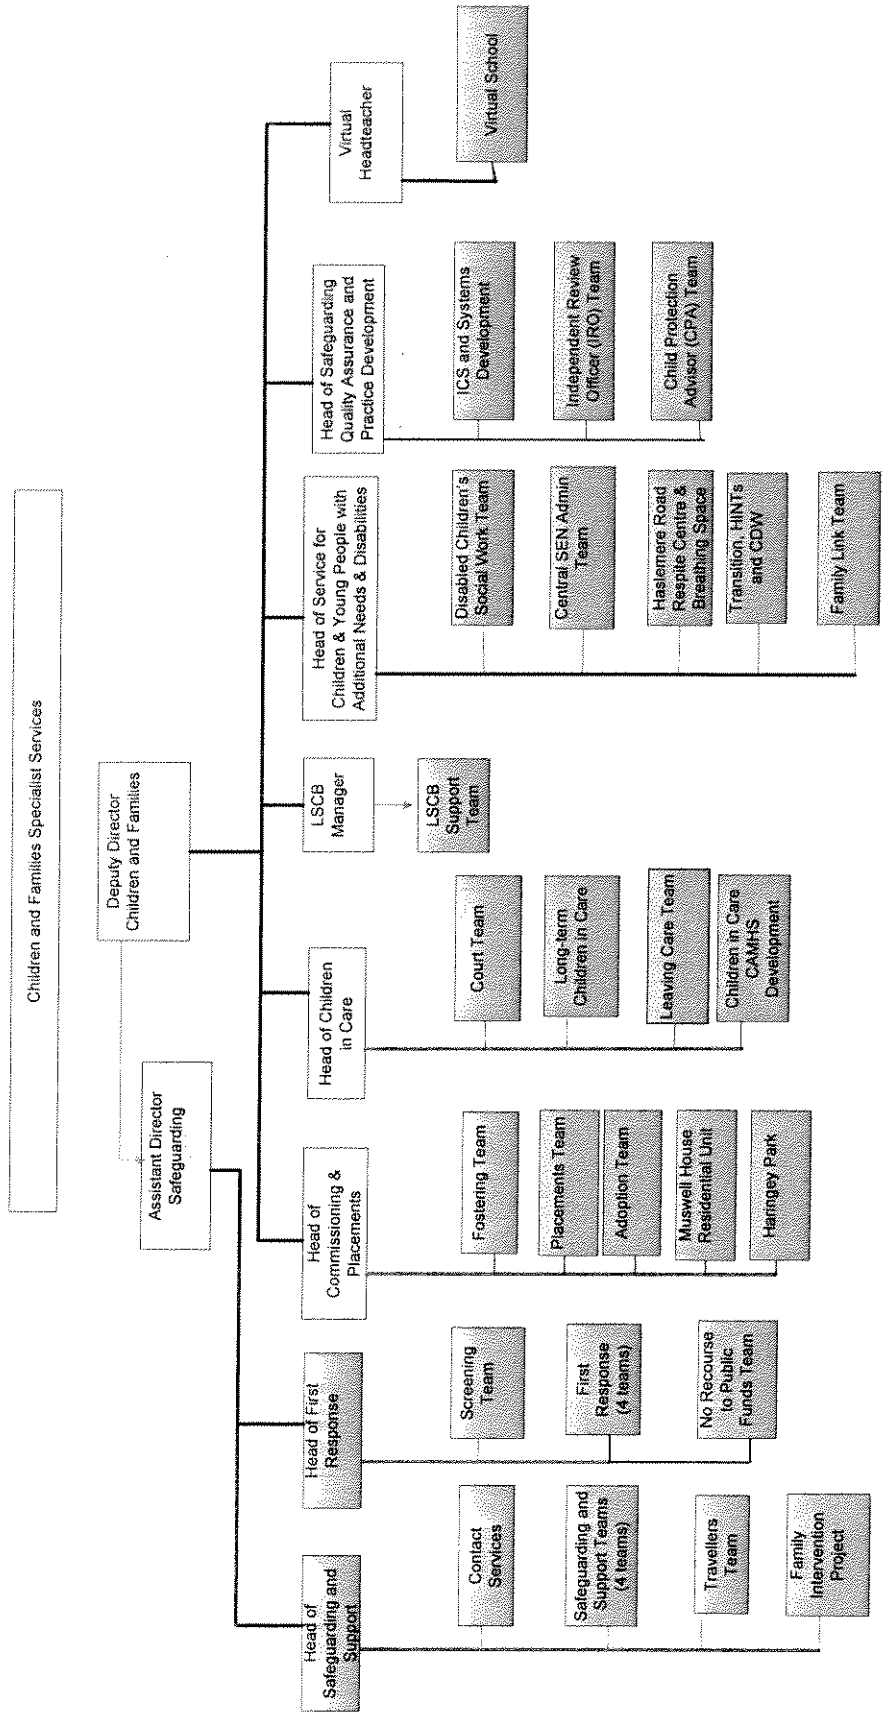 Children and Families Specialist Services
Deputy Director
Children and Families
Assistant Director
Safeguarding
Head of
Safeguarding and
Support
Contact
Services
Safeguarding and
Support Teams
(4 teams)
Travellers
Team
Family
Intervention
Project
Head of First
Response
Screening
Team
First
Response
(4 teams)
No Recourse
to Public
Funds Team
Head of
Commissioning &
Placements
Fostering Team
Placements Team
Adoption Team
Muswell House
Residential Unit
Haringey Park
Head of Children
in Care
Court Team
Long-term
Children in Care
Leaving Care Team
Children in Care
CAMHS
Development
LSCB
Manager
LSCB
Support
Team
Head of Service for
Children & Young People with
Additional Needs & Disabilities
Disabled Children's
Social Work Team
Central SEN Admin
Team
Haslemere Road
Respite Centre &
Breathing Space
Transition, HINTs
and CDW
Family Link Team
Head of Safeguarding
Quality Assurance and
Practice Development
ICS and Systems
Development
Independent Review
Officer (IRO) Team
Child Protection
Advisor (CPA) Team
Virtual
Headteacher
Virtual School